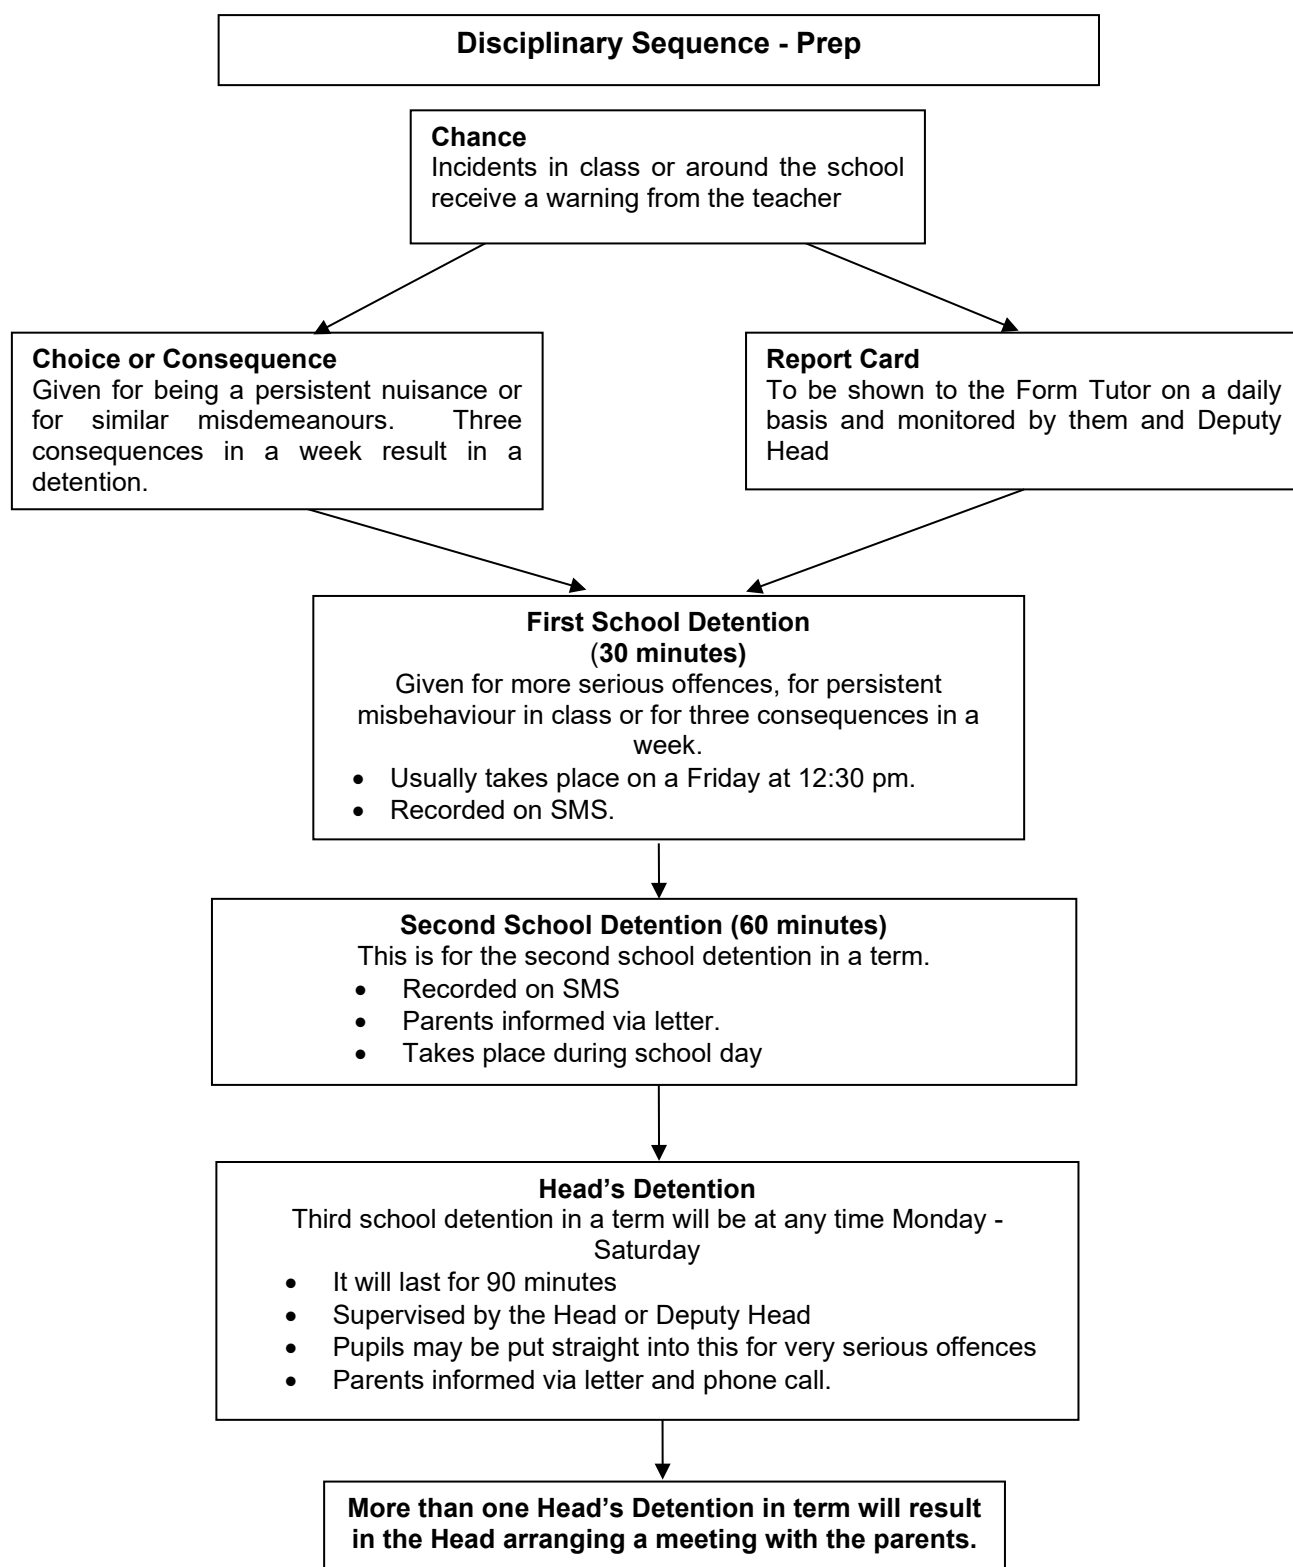 Disciplinary Sequence - Prep
Chance
Incidents in class or around the school
receive a warning from the teacher
Choice or Consequence
Given for being a persistent nuisance or
for similar misdemeanours. Three
consequences in a week result in a
detention.
Report Card
To be shown to the Form Tutor on a daily
basis and monitored by them and Deputy
Head
First School Detention
(30 minutes)
Given for more serious offences, for persistent
misbehaviour in class or for three consequences in a
week.
• Usually takes place on a Friday at 12:30 pm.
• Recorded on SMS.
Second School Detention (60 minutes)
This is for the second school detention in a term.
• Recorded on SMS
• Parents informed via letter.
• Takes place during school day
Head’s Detention
Third school detention in a term will be at any time Monday -
Saturday
• It will last for 90 minutes
• Supervised by the Head or Deputy Head
• Pupils may be put straight into this for very serious offences
• Parents informed via letter and phone call.
More than one Head’s Detention in term will result
in the Head arranging a meeting with the parents.